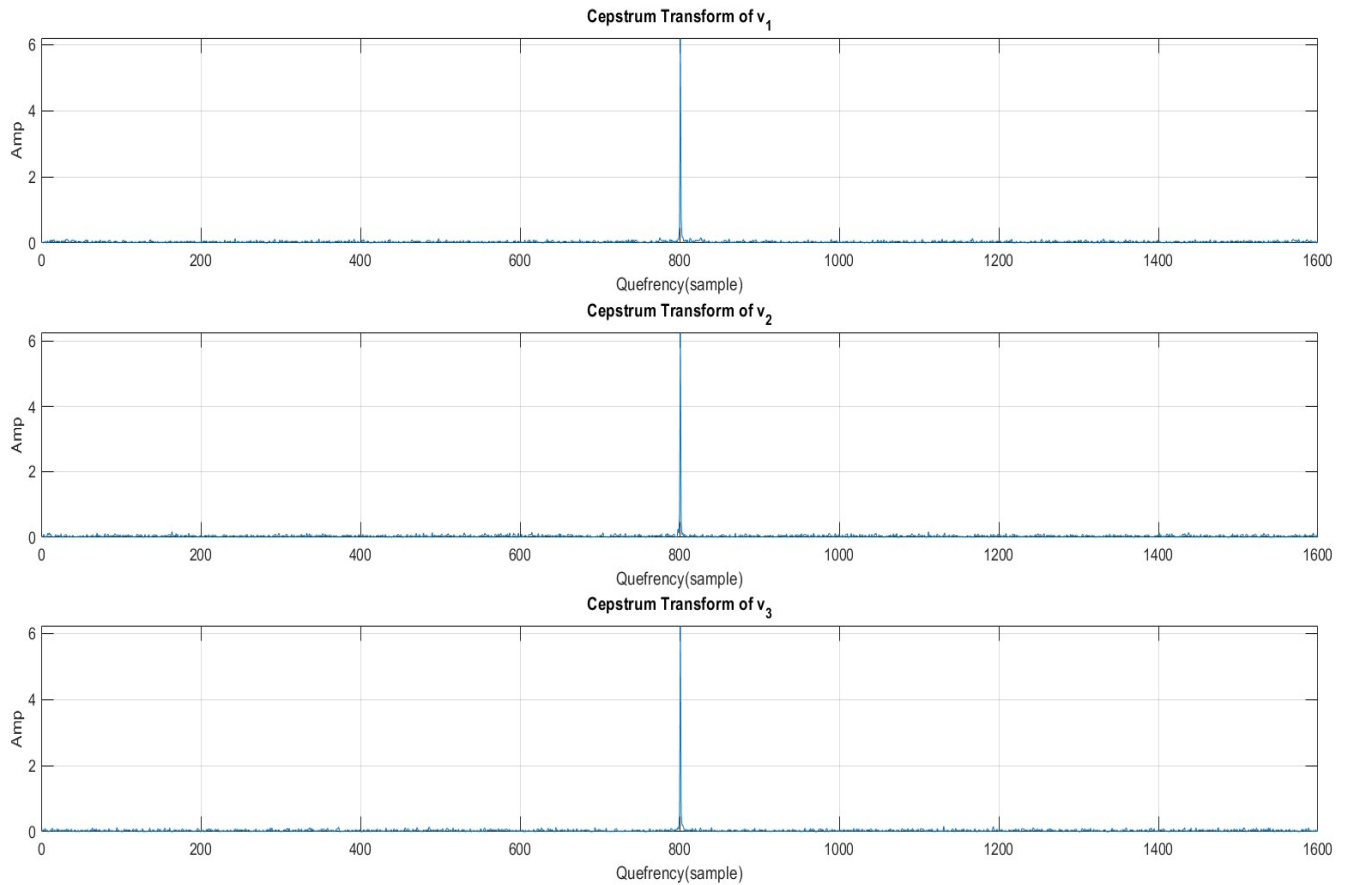 Cepstrum Transform of v1
6
4
2
0
Amp
0 200 400 600 800 1000 1200 1400 1600
Quefrency(sample)
Cepstrum Transform of v2
6
4
2
0
Amp
0 200 400 600 800 1000 1200 1400 1600
Quefrency(sample)
Cepstrum Transform of v3
6
4
2
0
Amp
0 200 400 600 800 1000 1200 1400 1600
Quefrency(sample)